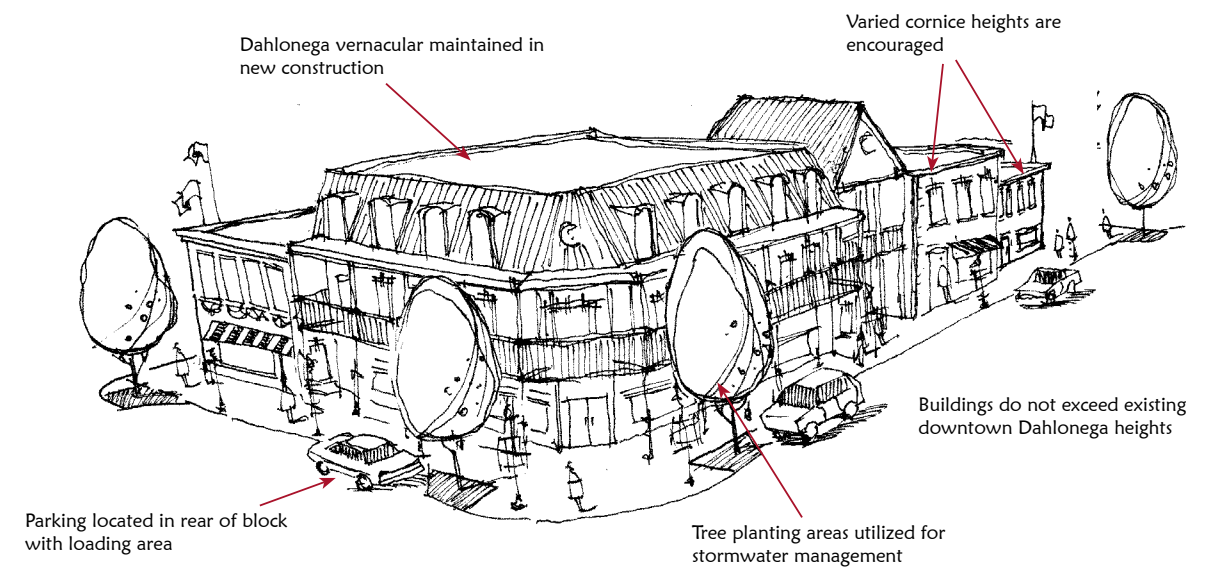 Dahlonega vernacular maintained in
new construction
Varied cornice heights are
encouraged
Buildings do not exceed existing
downtown Dahlonega heights
Parking located in rear of block
with loading area
Tree planting areas utilized for
stormwater management